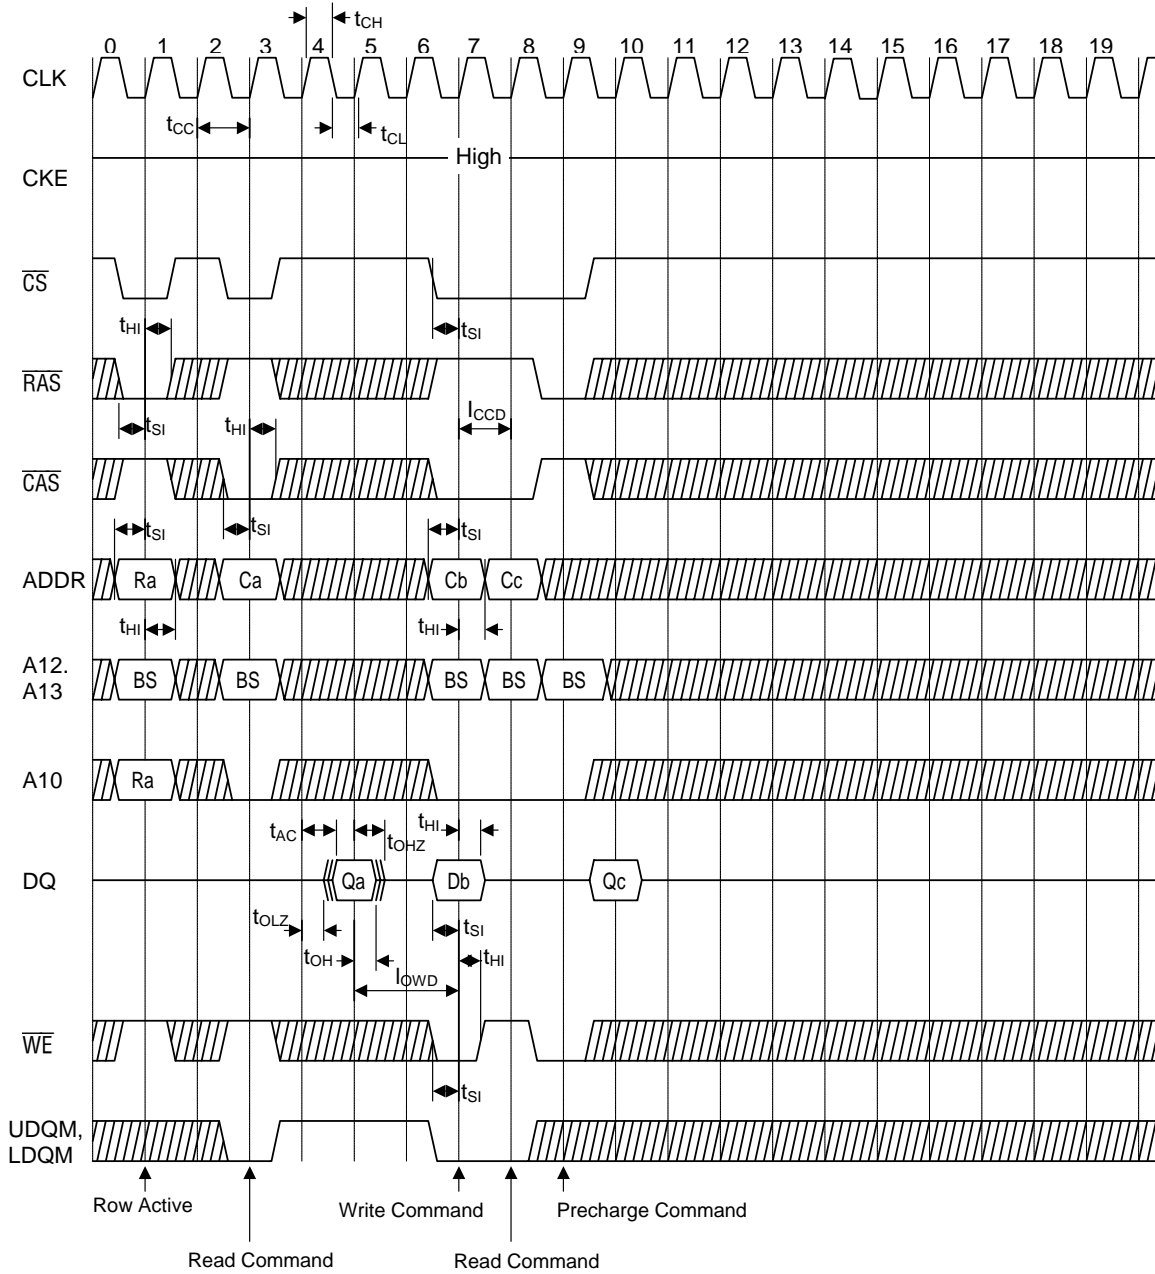 tCH
0 1 2 3 4 5 6 7 8 9 10 11 12 13 14 15 16 17 18 19
CLK
tCC
tCL
High
CKE
CS
tHI
tSI
RAS
lCCD
tSI
tHI
CAS
tSI
tSI
tSI
ADDR
Ra
Ca
Cb
Cc
tHI
tHI
A12.
A13
BS
BS
BS
BS
BS
A10
Ra
tAC
tOHZ
tHI
DQ
Qa
Db
Qc
tOLZ
tSI
tOH
lOWD
tHI
WE
tSI
UDQM,
LDQM
Row Active
Write Command
Precharge Command
Read Command
Read Command